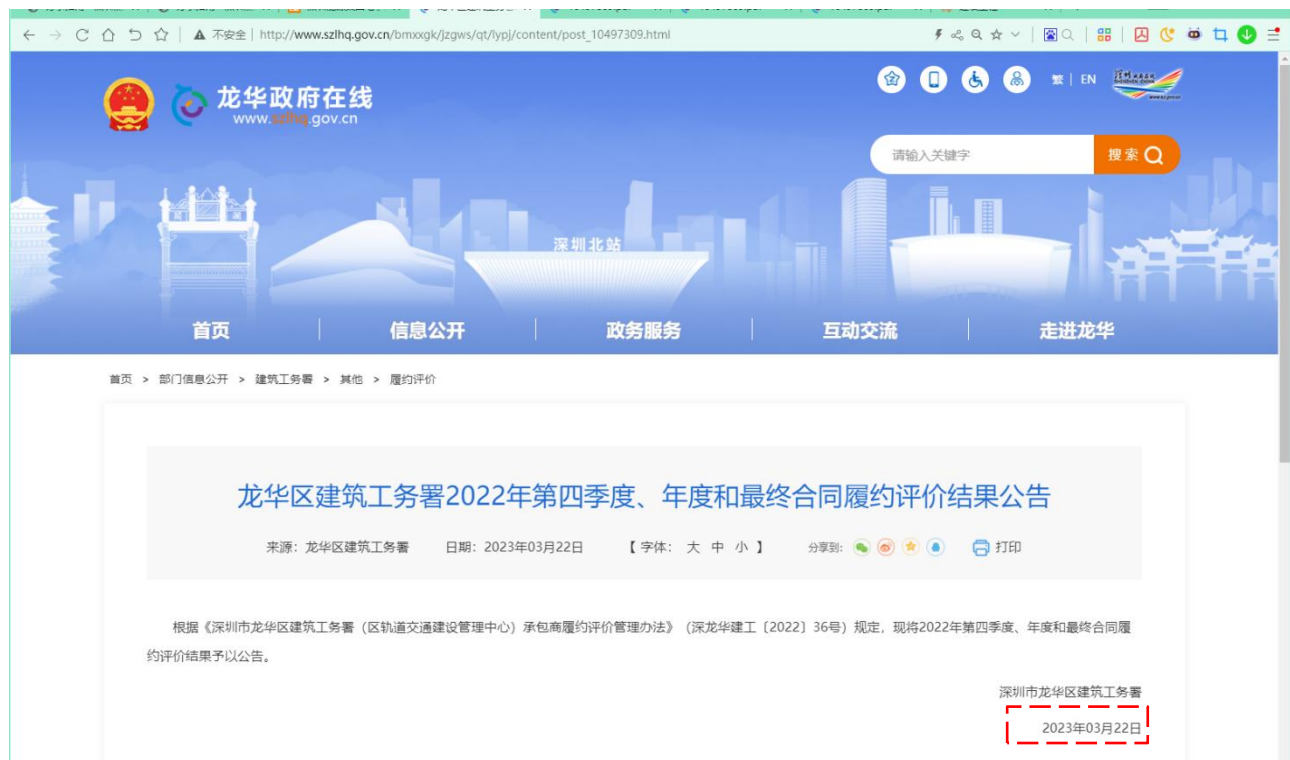 不安全 | http://www.szlhq.gov.cn/bmxxgk/jzgws/qt/lypj/content/post_10497309.html
繁 | EN
龙华政府在线
www.szlhq.gov.cn
请输入关键字
搜索
深圳北站
首页 信息公开 政务服务 互动交流 走进龙华
首页 > 部门信息公开 > 建筑工务署 > 其他 > 履约评价
龙华区建筑工务署2022年第四季度、年度和最终合同履约评价结果公告
来源：龙华区建筑工务署 日期：2023年03月22日 【 字体： 大 中 小 】 分享到： 打印
根据《深圳市龙华区建筑工务署（区轨道交通建设管理中心）承包商履约评价管理办法》（深龙华建工〔2022〕36号）规定，现将2022年第四季度、年度和最终合同履
约评价结果予以公告。
深圳市龙华区建筑工务署
2023年03月22日